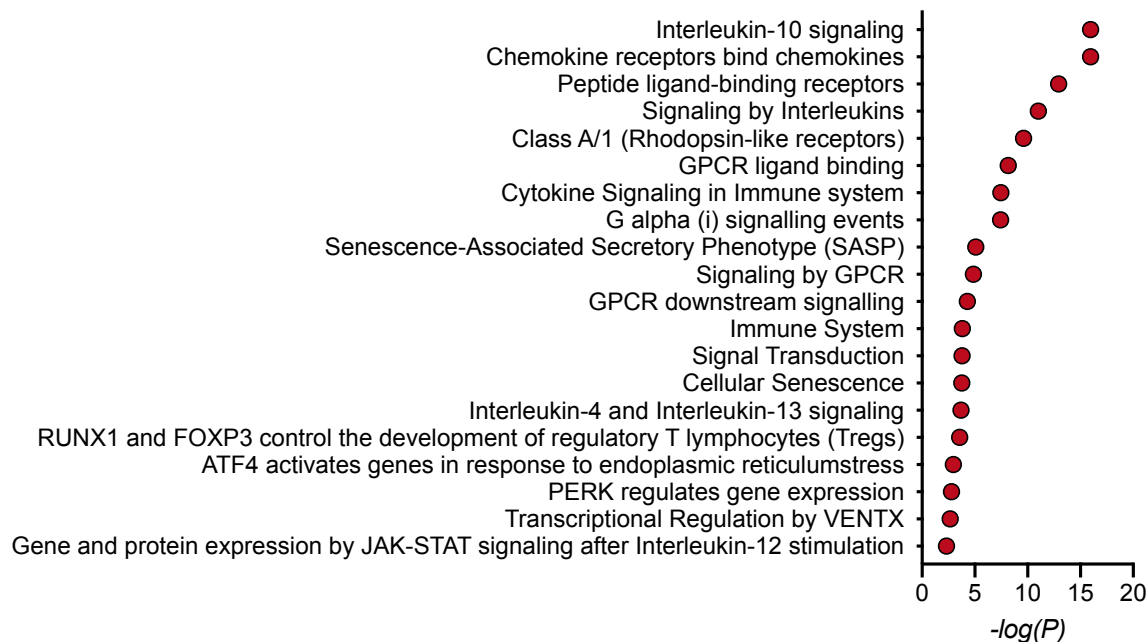 Interleukin-10 signaling
Chemokine receptors bind chemokines
Peptide ligand-binding receptors
Signaling by Interleukins
Class A/1 (Rhodopsin-like receptors)
GPCR ligand binding
Cytokine Signaling in Immune system
G alpha (i) signalling events
Senescence-Associated Secretory Phenotype (SASP)
Signaling by GPCR
GPCR downstream signalling
Immune System
Signal Transduction
Cellular Senescence
Interleukin-4 and Interleukin-13 signaling
RUNX1 and FOXP3 control the development of regulatory T lymphocytes (Tregs)
ATF4 activates genes in response to endoplasmic reticulumstress
PERK regulates gene expression
Transcriptional Regulation by VENTX
Gene and protein expression by JAK-STAT signaling after Interleukin-12 stimulation
0 5 10 15 20
-log(P)